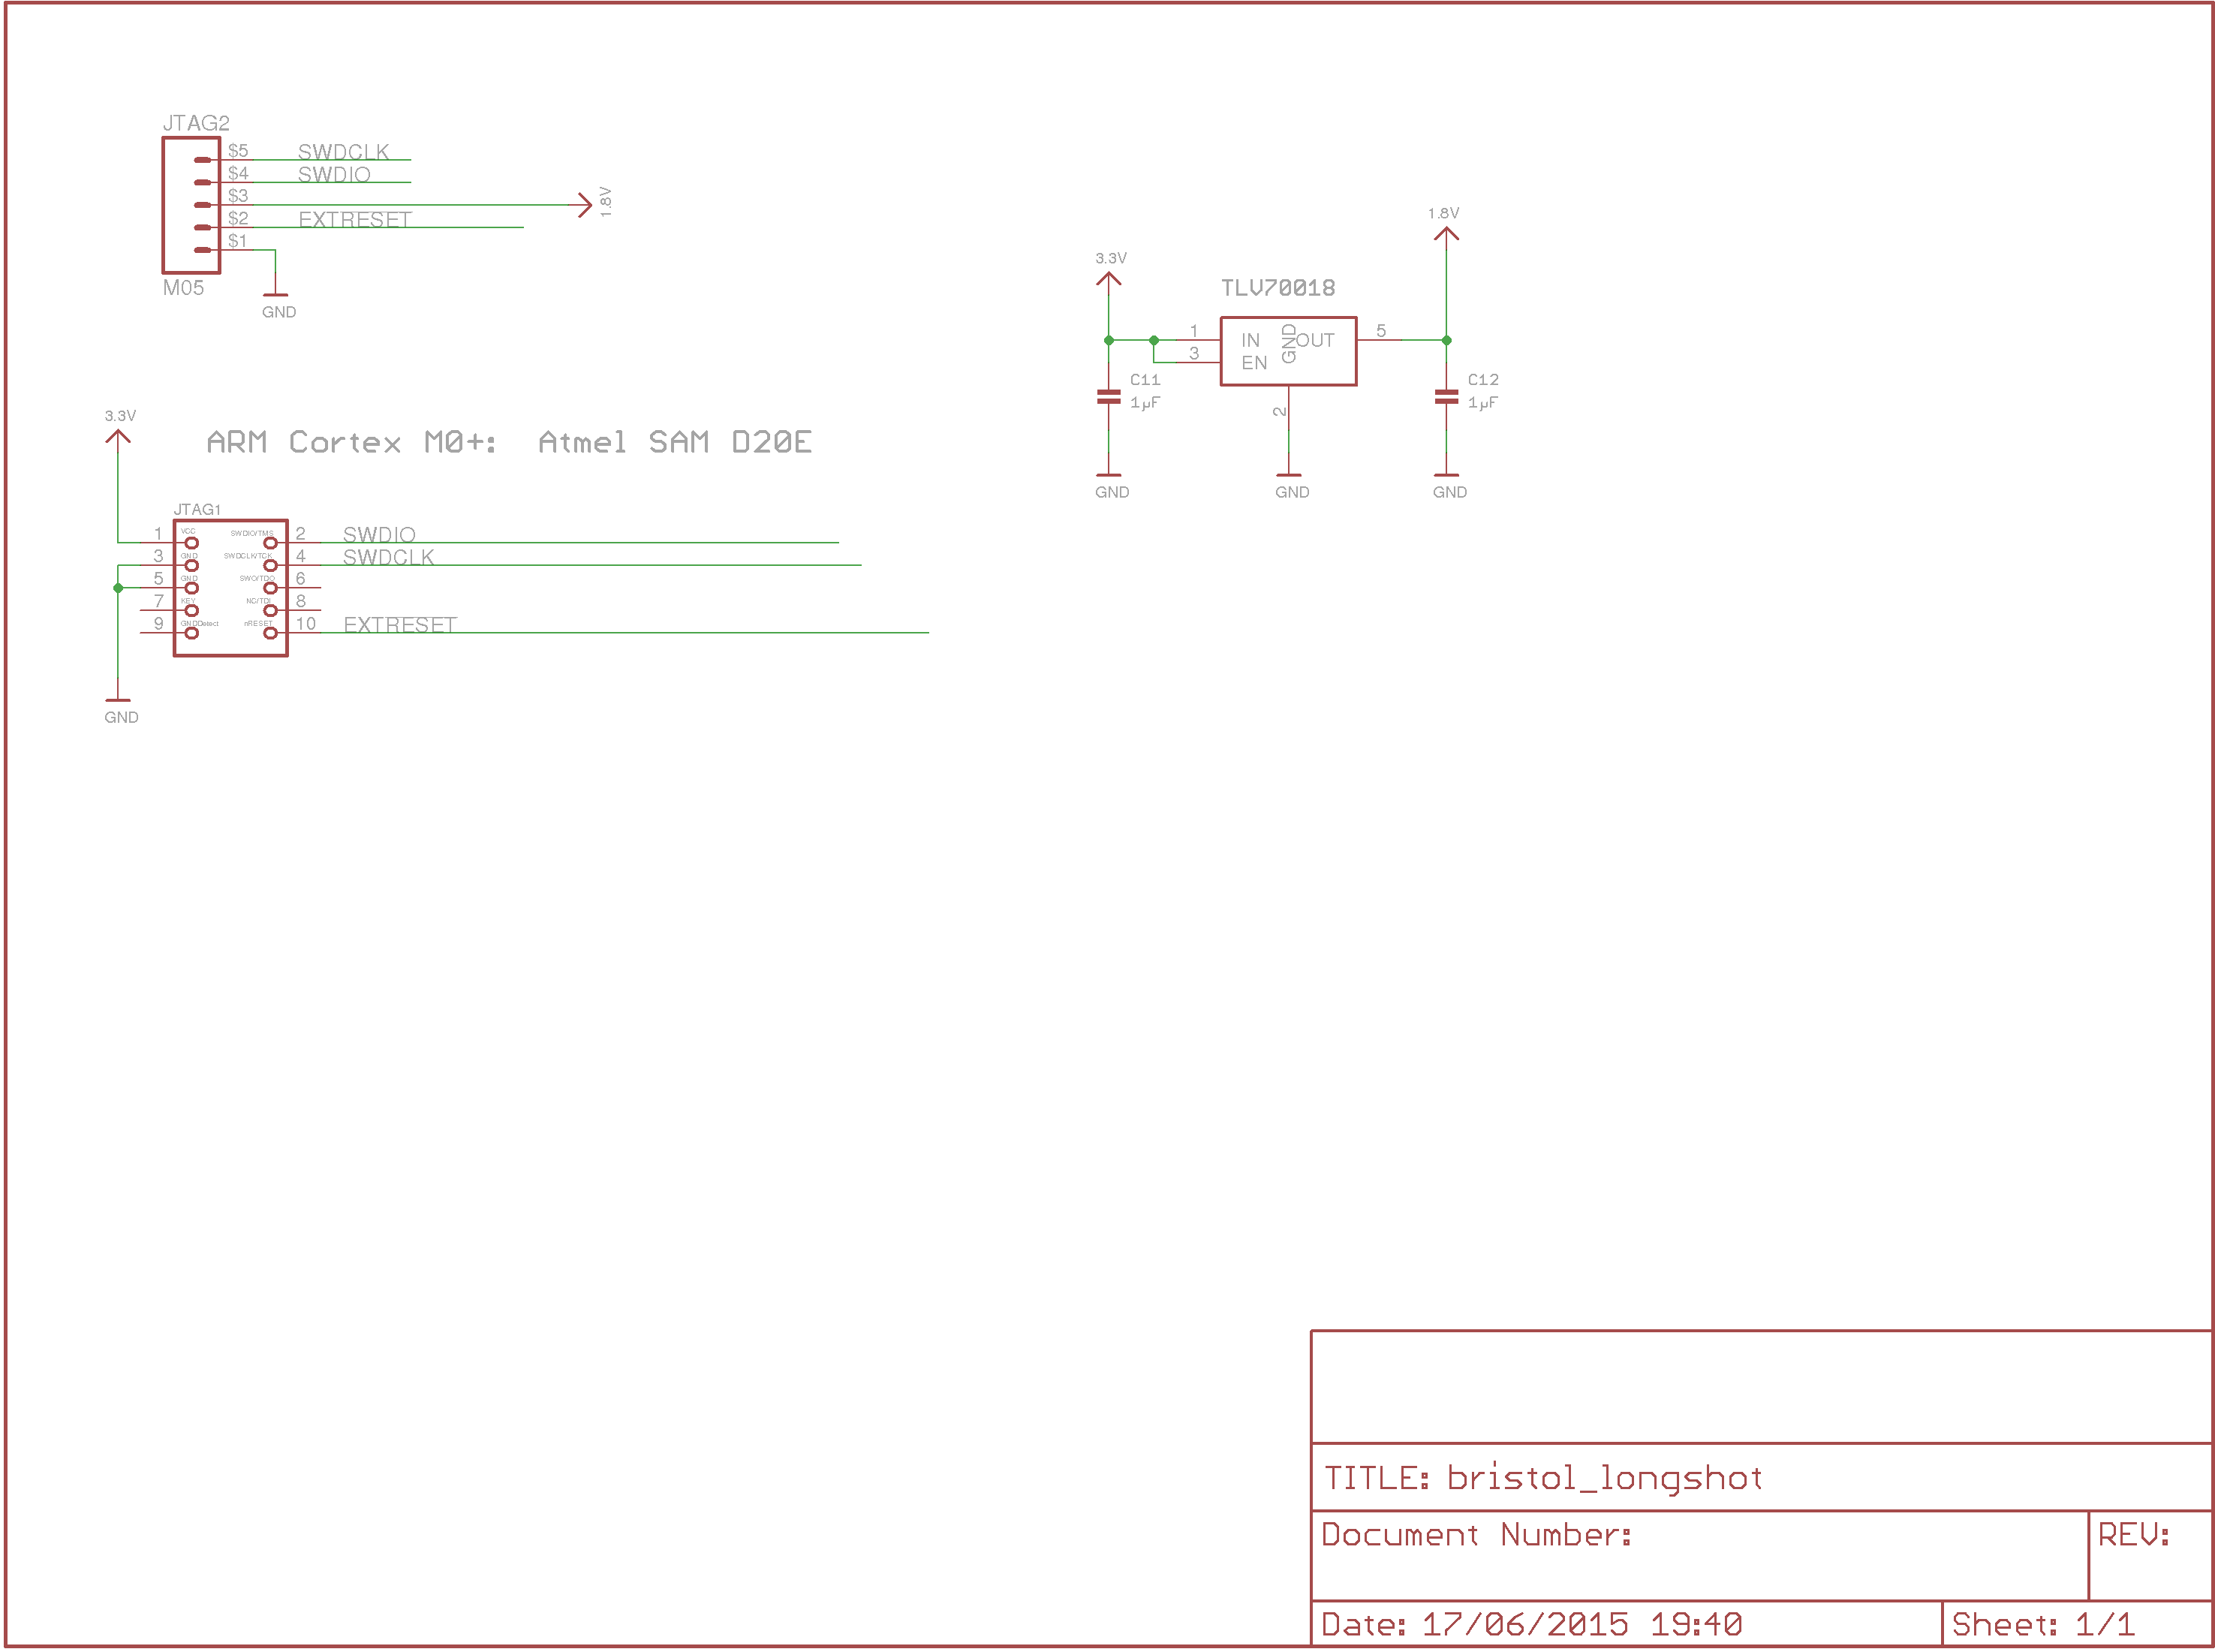 JTAG2
$5 SWDCLK
$4 SWDIO
$3 1.8V
$2 EXTRESET
$1
M05
GND
3.3V
ARM Cortex M0+: Atmel SAM D20E
JTAG1
1 VCC SWDIO/TMS 2 SWDIO
3 GND SWDCLK/TCK 4 SWDCLK
5 GND SWO/TDO 6
7 KEY NC/TDI 8
9 GNDDetect nRESET 10 EXTRESET
GND
1.8V
3.3V
TLV70018
1 IN GND OUT 5
3 EN
C11
1µF
2
C12
1µF
GND
GND
GND
TITLE: bristol_longshot
Document Number:
REV:
Date: 17/06/2015 19:40
Sheet: 1/1